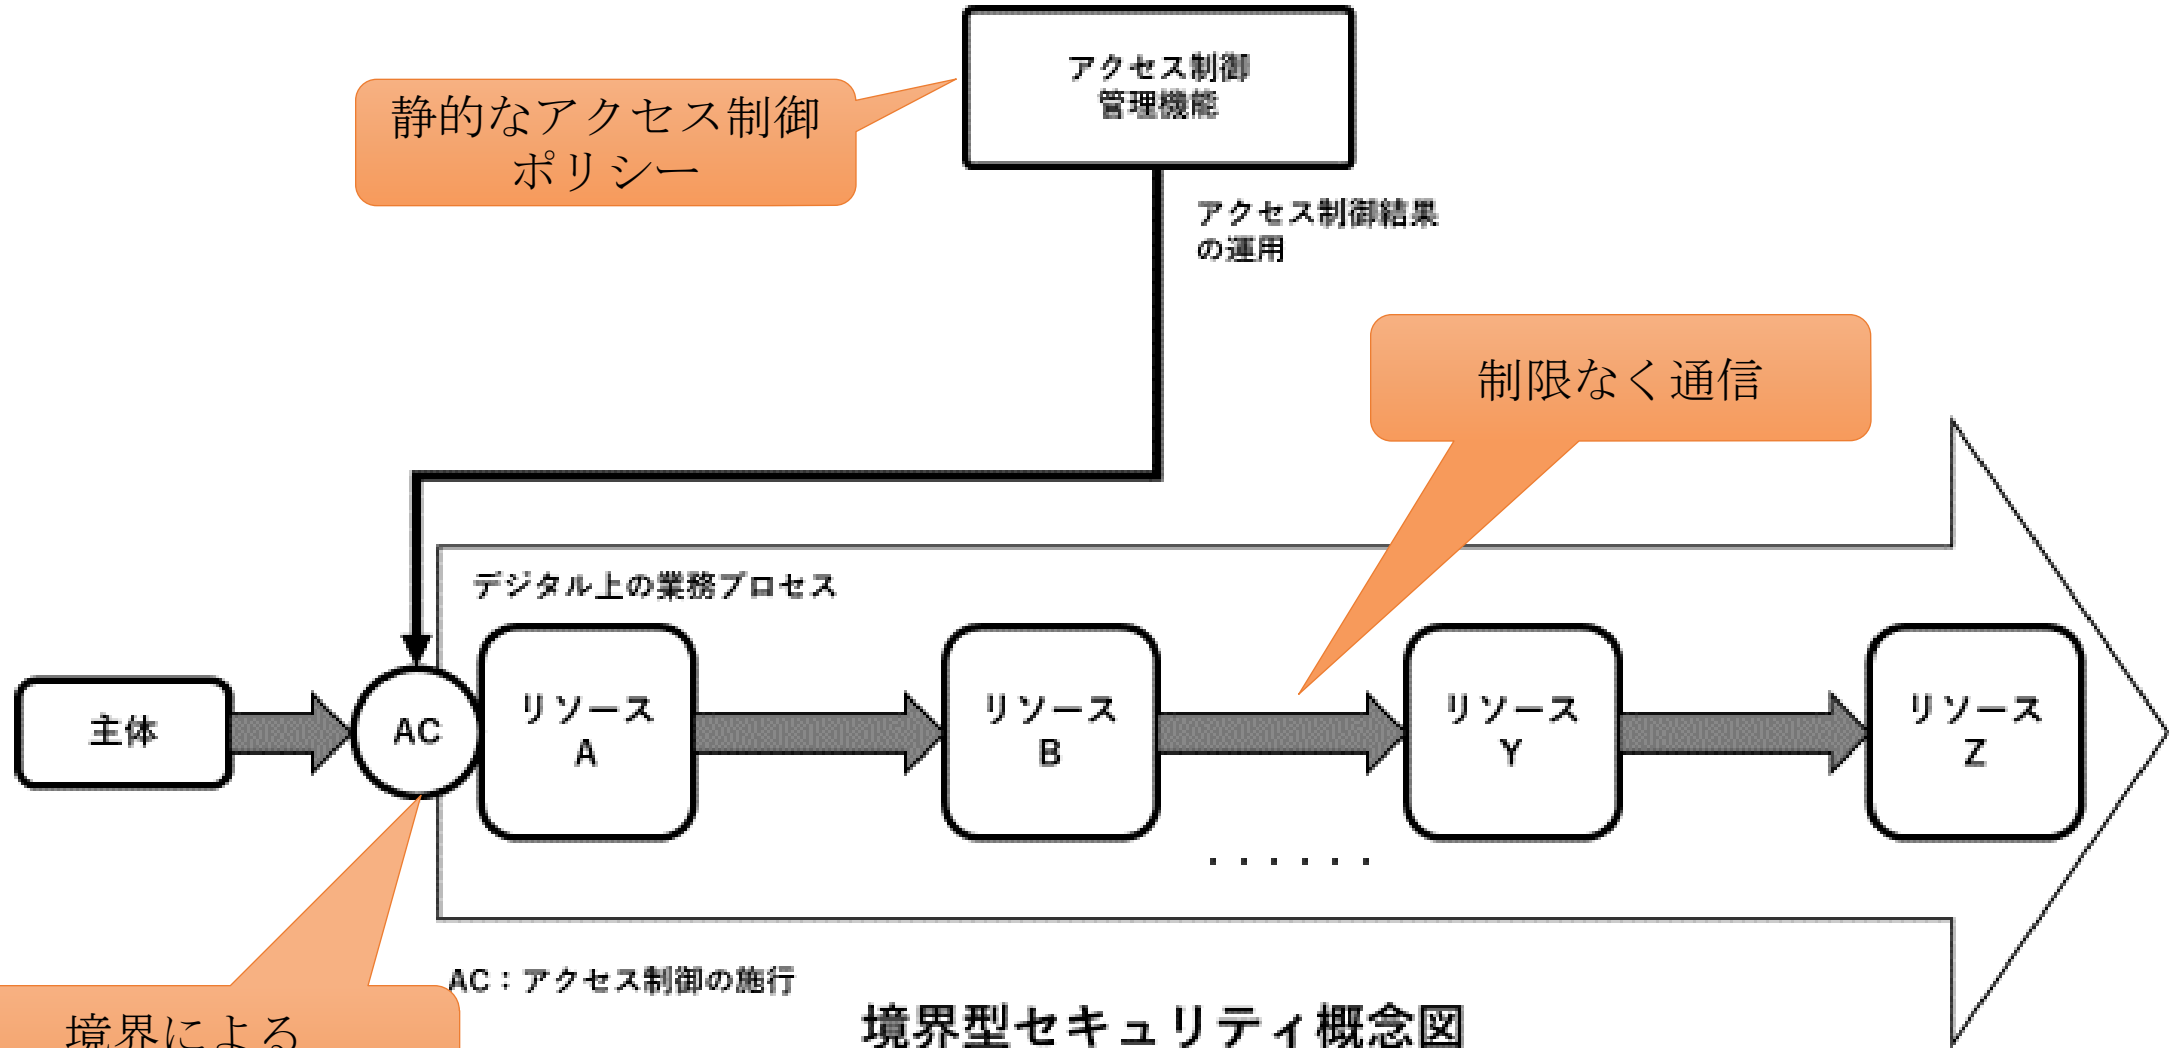 アクセス制御
管理機能
静的なアクセス制御
ポリシー
アクセス制御結果
の運用
制限なく通信
デジタル上の業務プロセス
主体
AC
リソース
A
リソース
B
リソース
Y
リソース
Z
・・・・・・
AC：アクセス制御の施行
境界による
境界型セキュリティ概念図